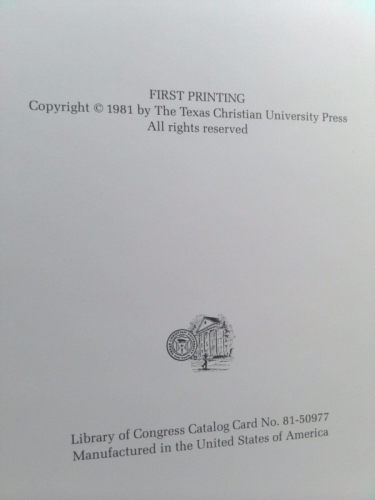 FIRST PRINTING
Copyright © 1981 by The Texas Christian University Press
All rights reserved
Library of Congress Catalog Card No. 81-50977
Manufactured in the United States of America